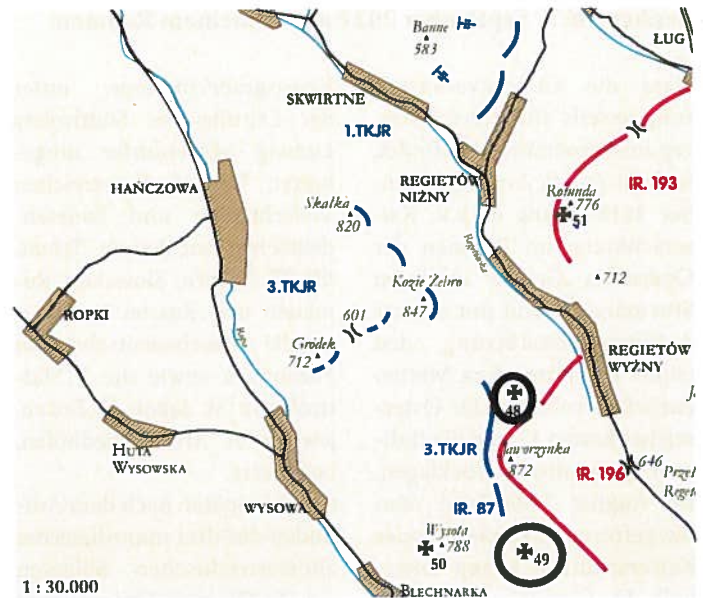 Banne
583
ŁUG
SKWIRTNE
1.TKJR
HAŃCZOWA
REGIETÓW
NIŻNY
IR. 193
Rotunda
776
51
Skałka
820
Regetówka
712
3.TKJR
Kozie Żebro
847
601
ROPKI
Gródek
712
REGIETÓW
WYŻNY
48
HUTA
WYSOWSKA
3.TKJR
Jaworzynka
872
IR. 196
646
WYSOWA
IR. 87
Wysota
788
50
49
1 : 30.000
BLECHNARKA